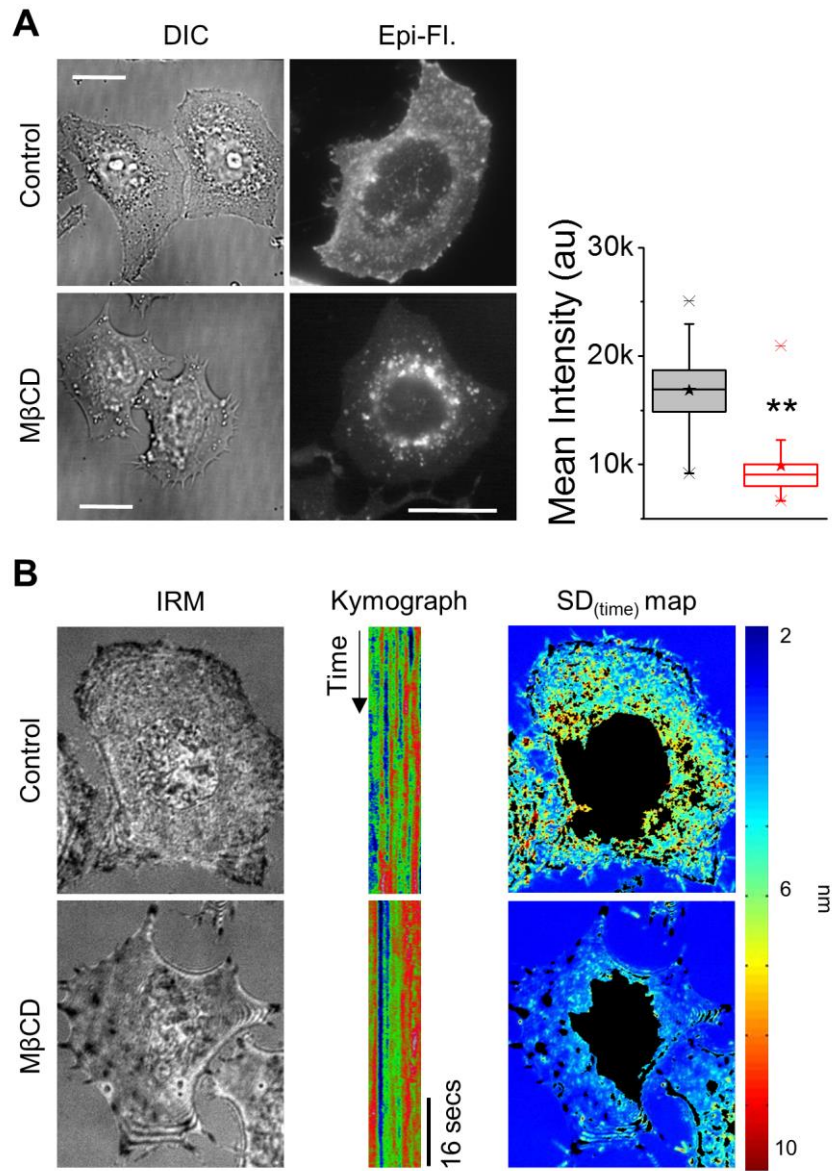 A
DIC
Epi-Fl.
Control
MβCD
Mean Intensity (au)
30k
20k
10k
**
B
IRM
Kymograph
SD(time) map
Control
Time
MβCD
16 secs
2
6
10
nm